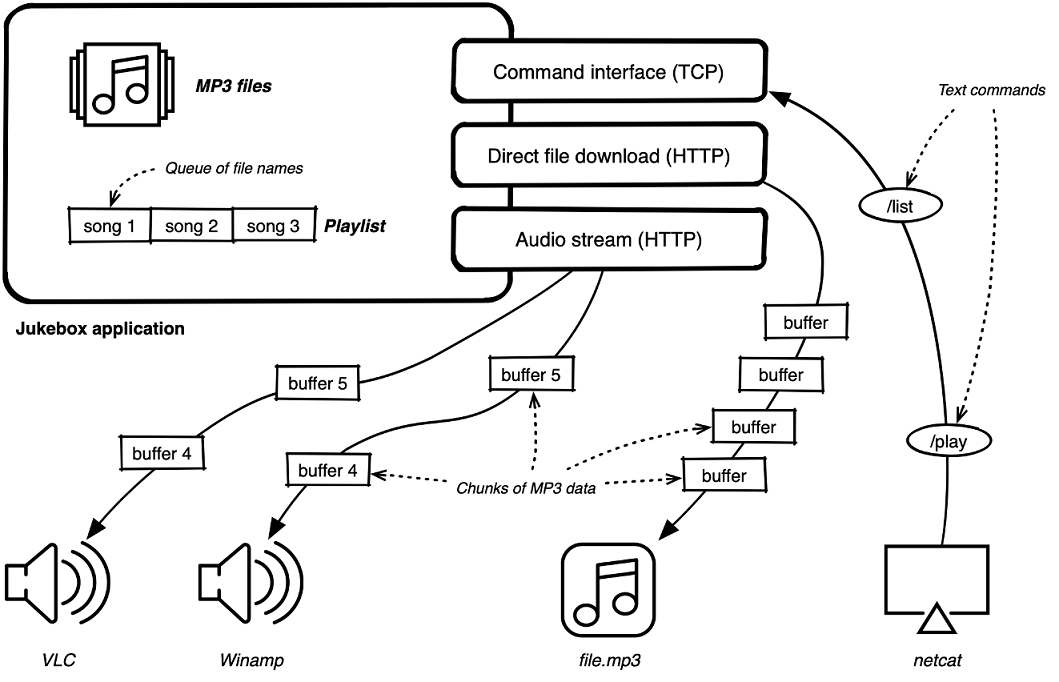 MP3 files
Queue of file names
song 1 song 2 song 3 Playlist
Jukebox application
Command interface (TCP)
Direct file download (HTTP)
Audio stream (HTTP)
Text commands
/list
/play
buffer 5
buffer 4
buffer 5
buffer 4
buffer
buffer
buffer
buffer
Chunks of MP3 data
VLC
Winamp
file.mp3
netcat